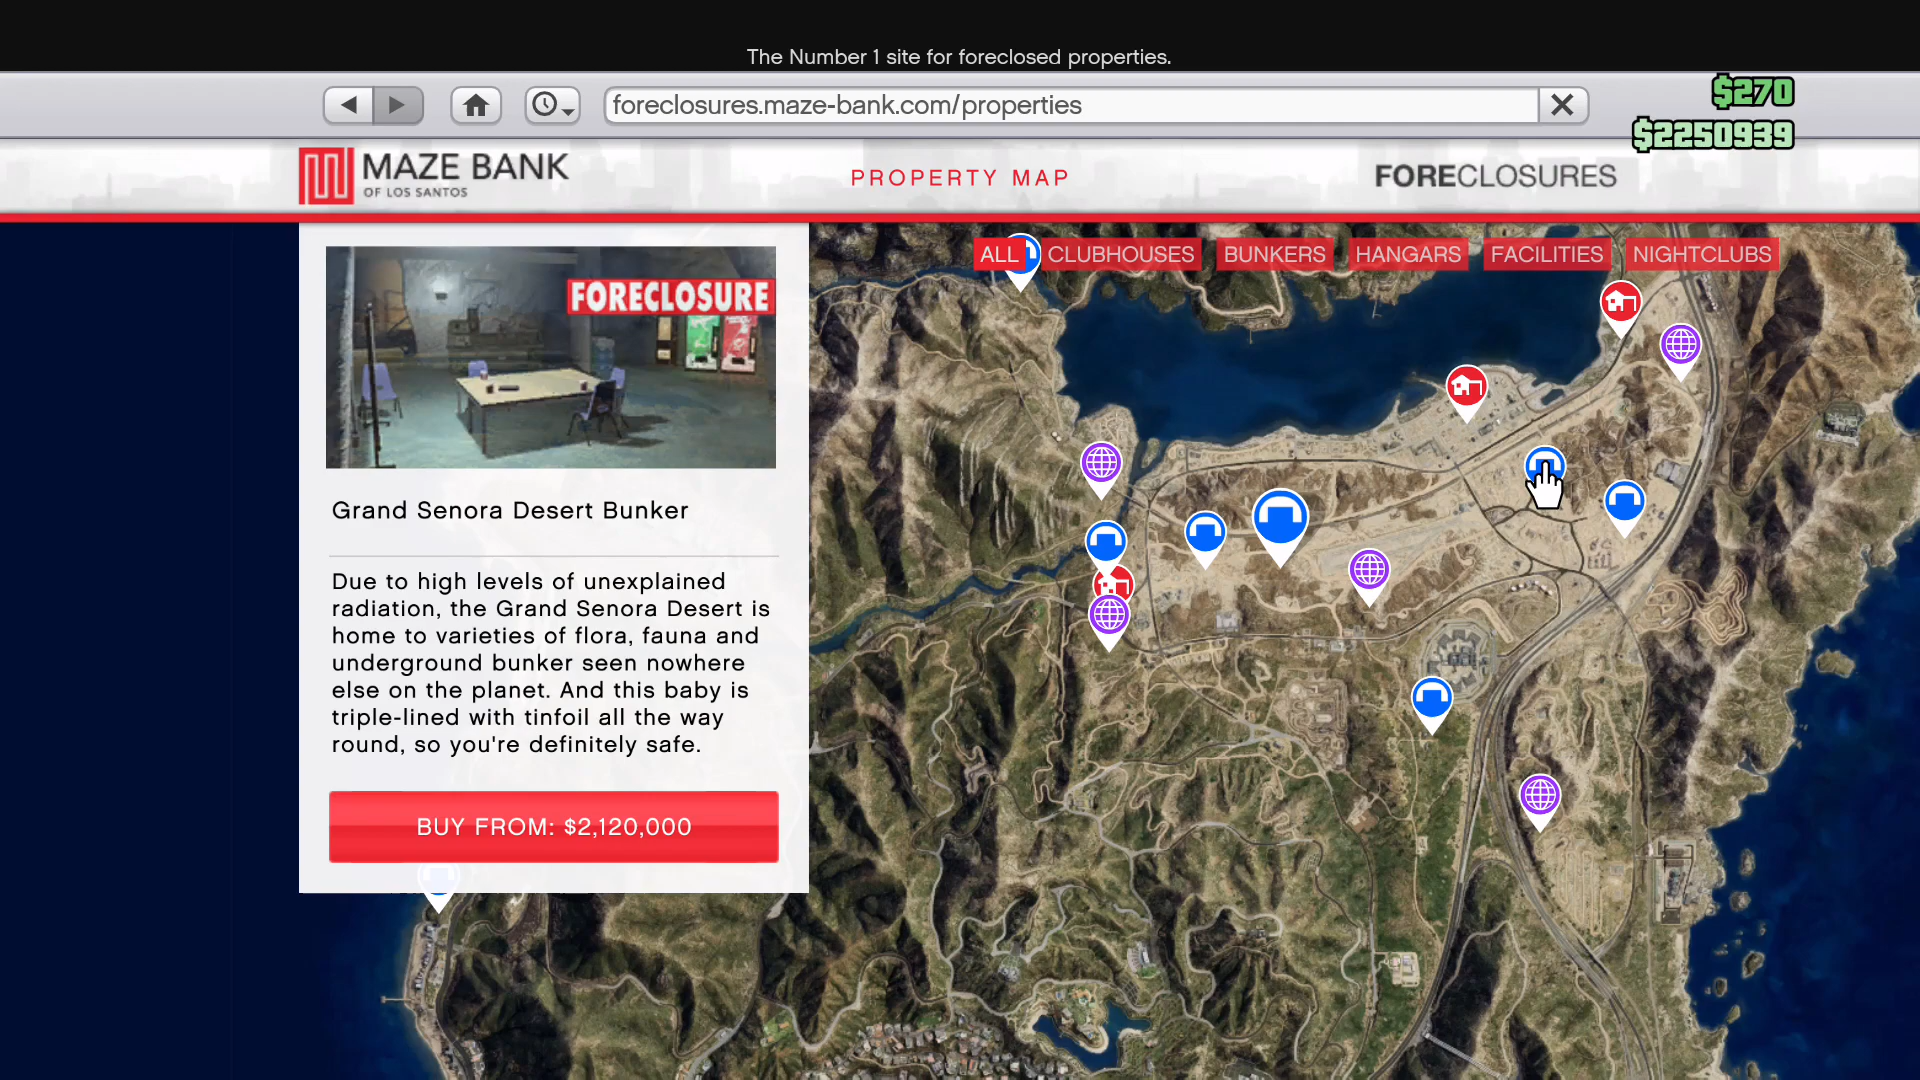 The Number 1 site for foreclosed properties.
foreclosures.maze-bank.com/properties
$270
$2250939
MAZE BANK
OF LOS SANTOS
PROPERTY MAP
FORECLOSURES
ALL
CLUBHOUSES
BUNKERS
HANGARS
FACILITIES
NIGHTCLUBS
FORECLOSURE
Grand Senora Desert Bunker
Due to high levels of unexplained
radiation, the Grand Senora Desert is
home to varieties of flora, fauna and
underground bunker seen nowhere
else on the planet. And this baby is
triple-lined with tinfoil all the way
round, so you're definitely safe.
BUY FROM: $2,120,000